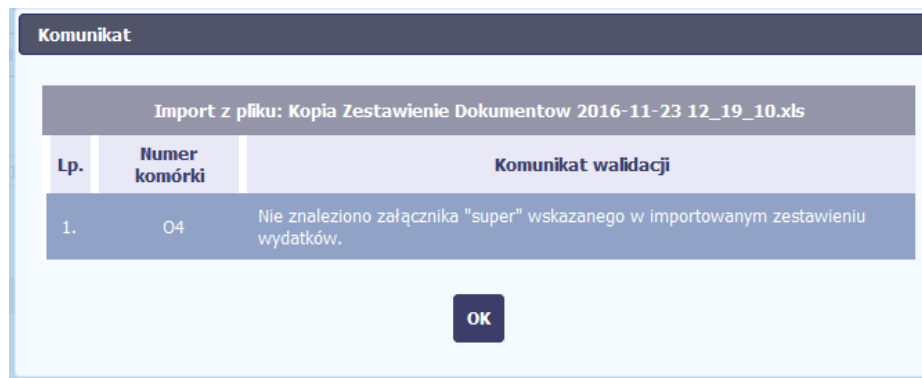 Komunikat
Import z pliku: Kopia Zestawienie Dokumentow 2016-11-23 12_19_10.xls
Lp.
Numer
komórki
Komunikat walidacji
1.
O4
Nie znaleziono załącznika "super" wskazanego w importowanym zestawieniu
wydatków.
OK